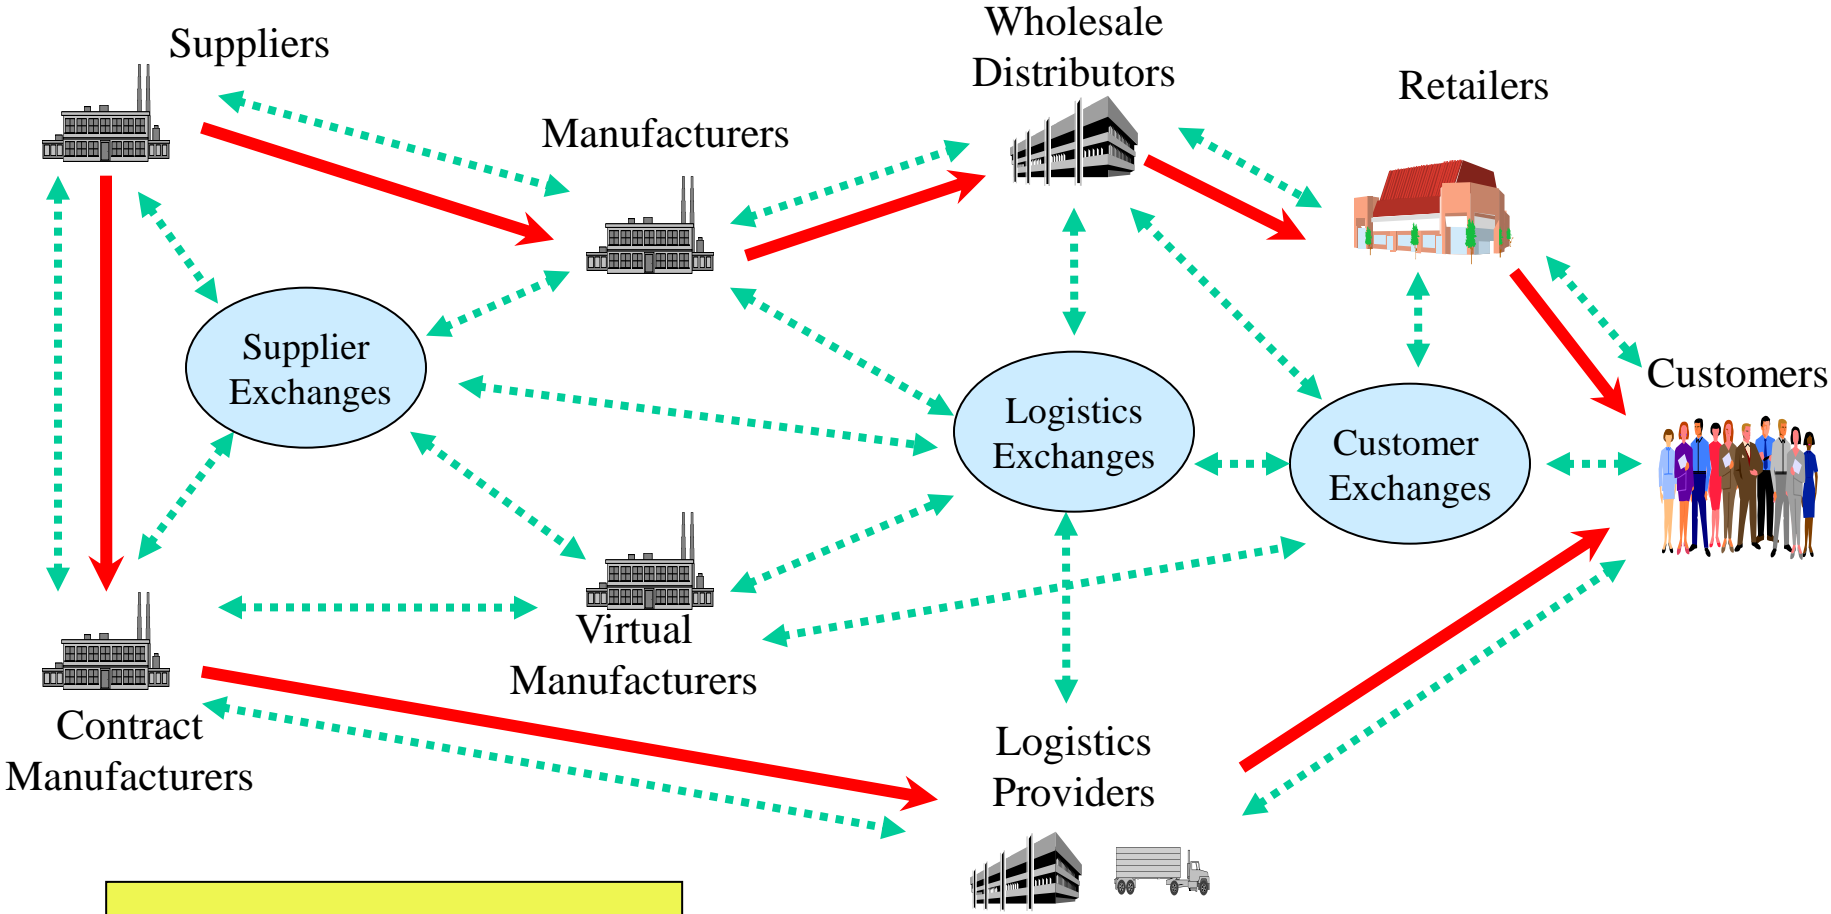 Suppliers
Manufacturers
Wholesale
Distributors
Retailers
Supplier
Exchanges
Logistics
Exchanges
Customer
Exchanges
Customers
Virtual
Manufacturers
Contract
Manufacturers
Logistics
Providers